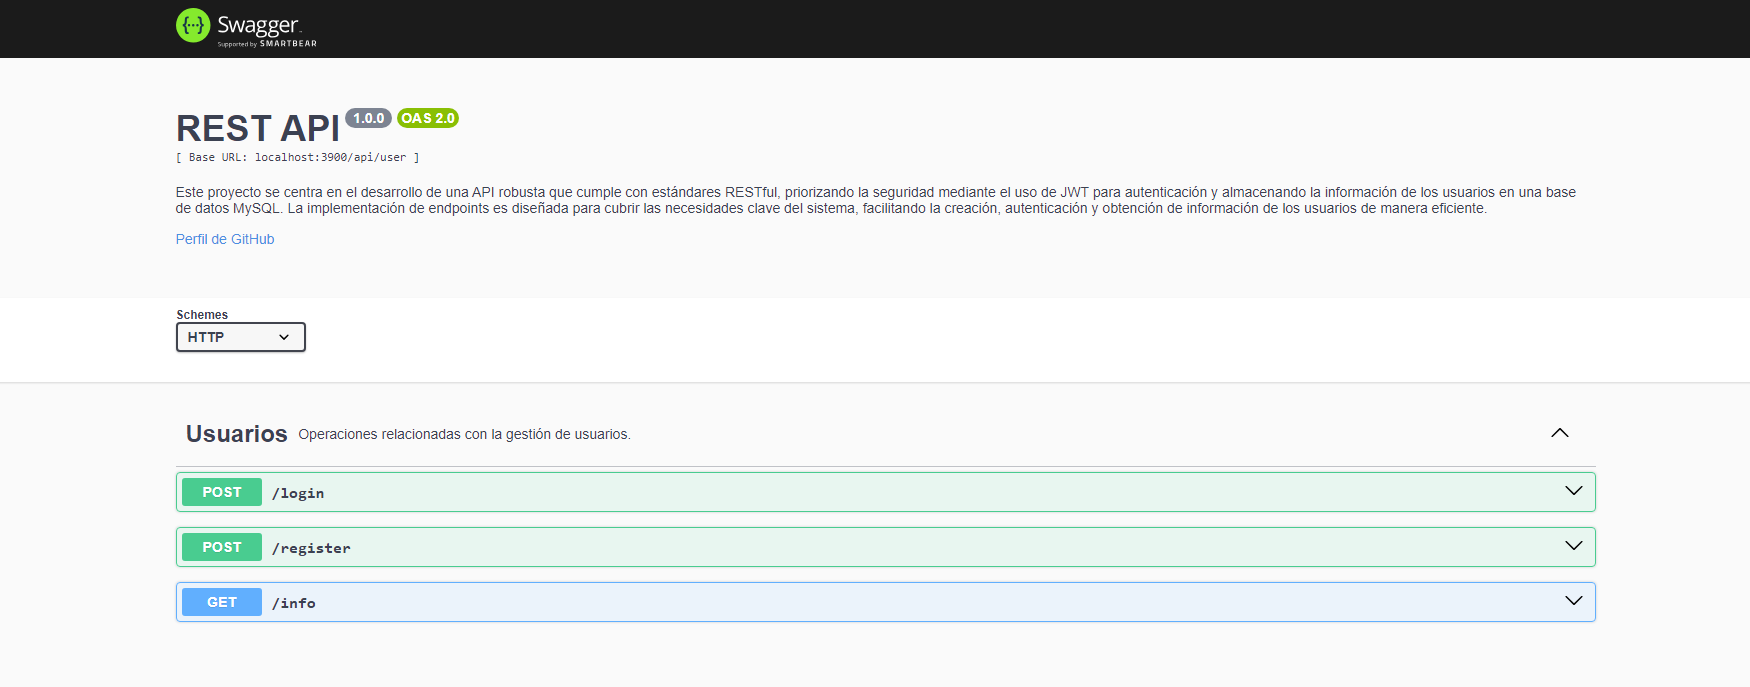 {···} Swagger
Supported by SMARTBEAR
REST API 1.0.0 OAS 2.0
[ Base URL: localhost:3900/api/user ]
Este proyecto se centra en el desarrollo de una API robusta que cumple con estándares RESTful, priorizando la seguridad mediante el uso de JWT para autenticación y almacenando la información de los usuarios en una base
de datos MySQL. La implementación de endpoints es diseñada para cubrir las necesidades clave del sistema, facilitando la creación, autenticación y obtención de información de los usuarios de manera eficiente.
Perfil de GitHub
Schemes
HTTP
Usuarios Operaciones relacionadas con la gestión de usuarios.
POST /login
POST /register
GET /info